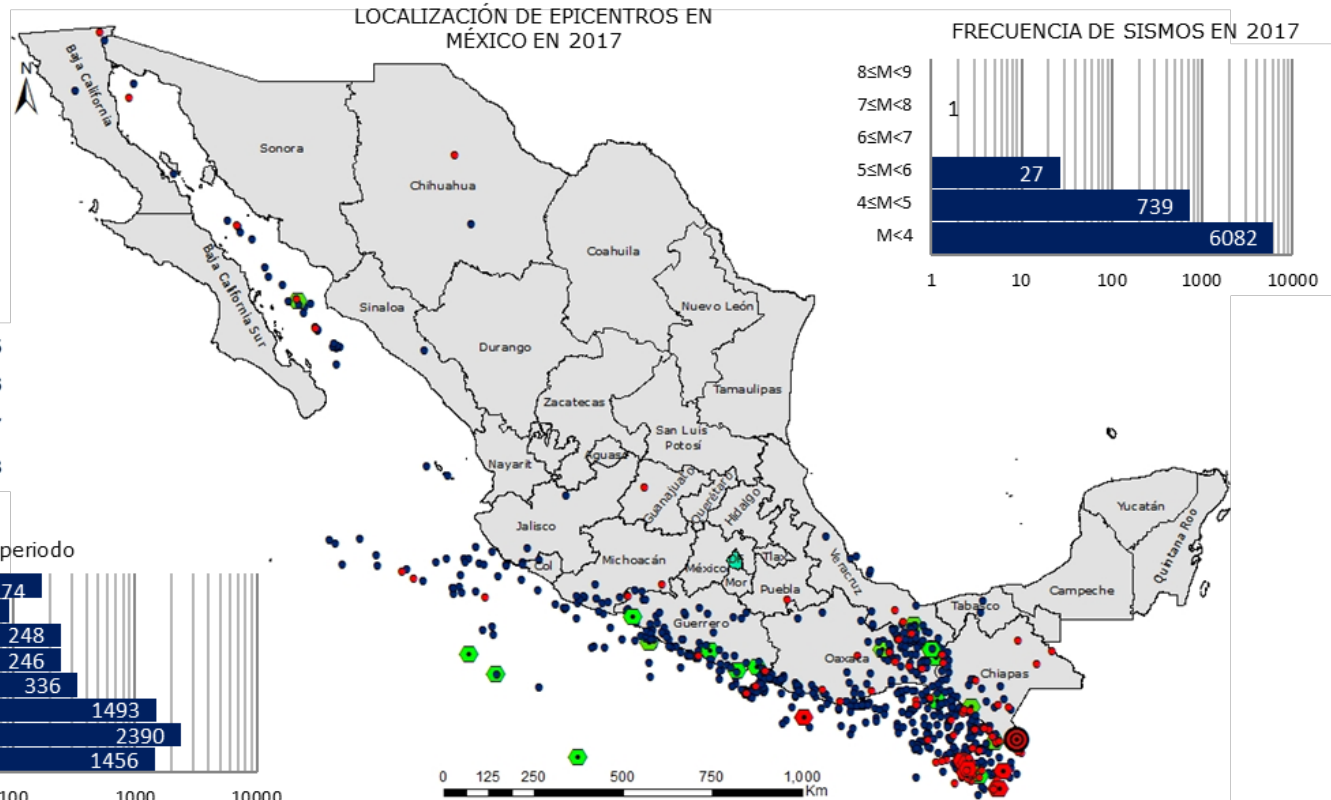 LOCALIZACIÓN DE EPICENTROS EN
MÉXICO EN 2017
FRECUENCIA DE SISMOS EN 2017
8≤M<9
7≤M<8
1
6≤M<7
5≤M<6
27
4≤M<5
739
M<4
6082
1
10
100
1000
10000
N
Baja California
Sonora
Chihuahua
Coahuila
Baja California Sur
Sinaloa
Nuevo León
Durango
Tamaulipas
Zacatecas
San Luis
Potosí
Nayarit
Aguas
Guanajuato
Querétaro
Hidalgo
Yucatán
Quintana Roo
Jalisco
Michoacán
México
Tlax
Veracruz
Col
Mor
Puebla
Campeche
Tabasco
Guerrero
Oaxaca
Chiapas
periodo
74
248
246
336
1493
2390
1456
100
1000
10000
0
125
250
500
750
1,000
Km